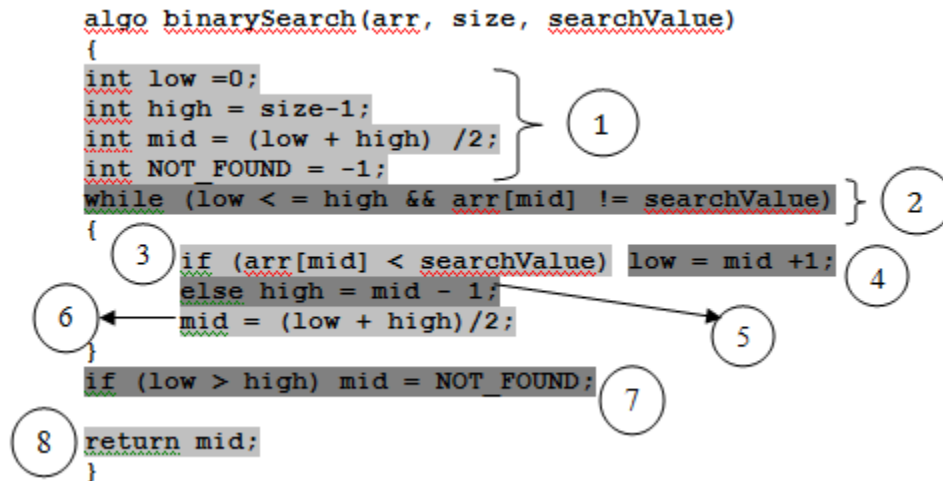 algo binarySearch(arr, size, searchValue)
{
int low =0;
int high = size-1;
int mid = (low + high) /2;
int NOT_FOUND = -1;
1
while (low < = high && arr[mid] != searchValue)
2
{
3
if (arr[mid] < searchValue) low = mid +1;
4
else high = mid - 1;
5
6
mid = (low + high)/2;
}
if (low > high) mid = NOT_FOUND;
7
8
return mid;
}